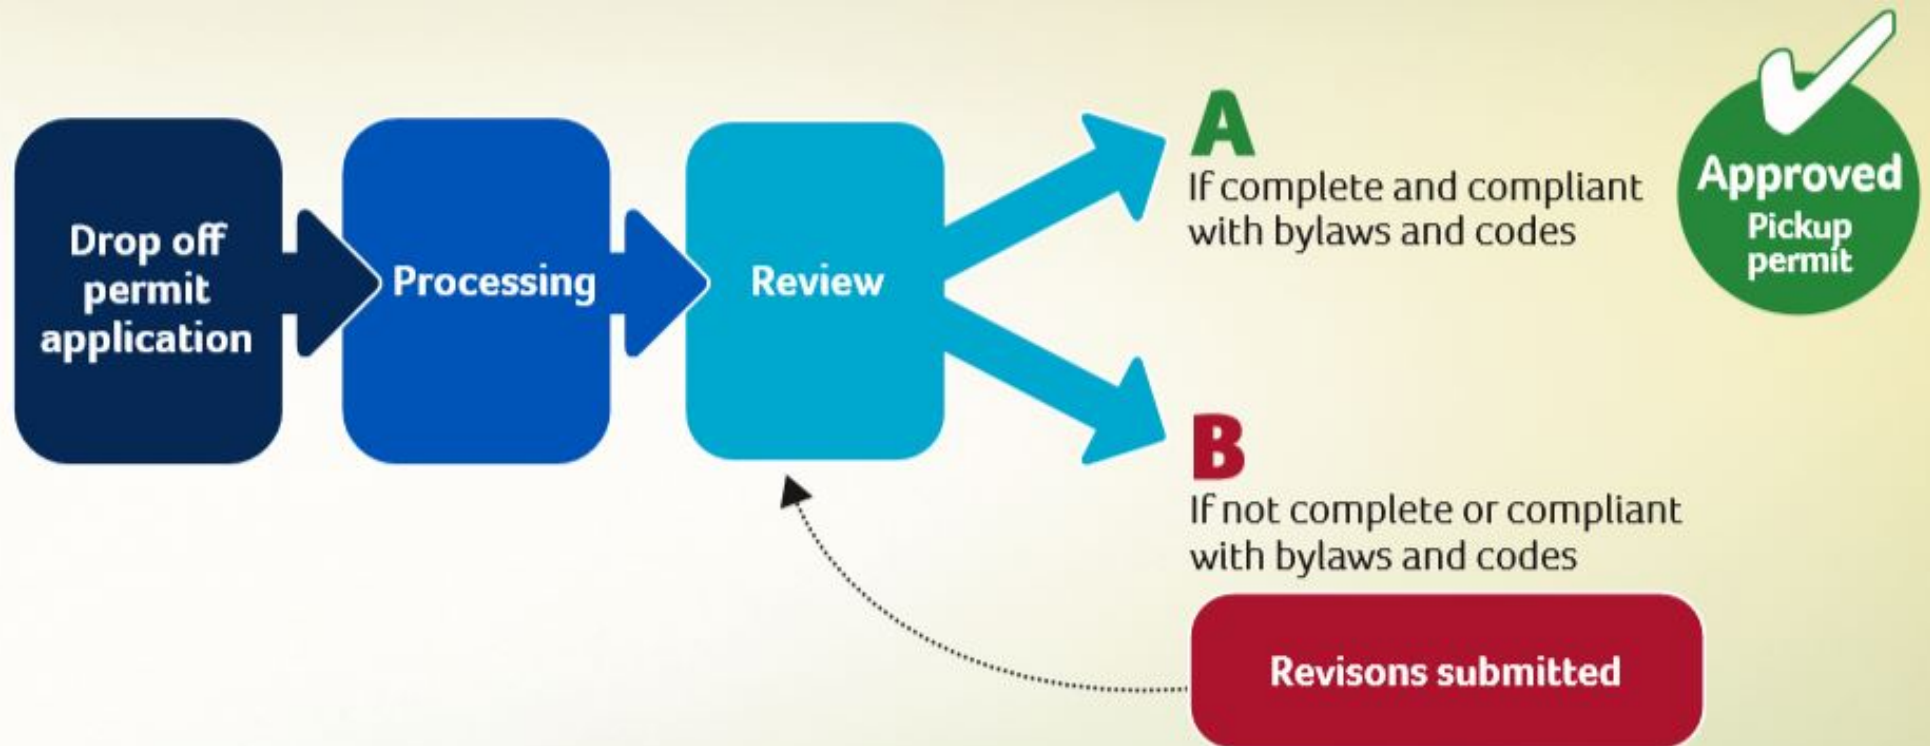 Drop off
permit
application
Processing
Review
A
If complete and compliant
with bylaws and codes
Approved
Pickup
permit
B
If not complete or compliant
with bylaws and codes
Revisons submitted